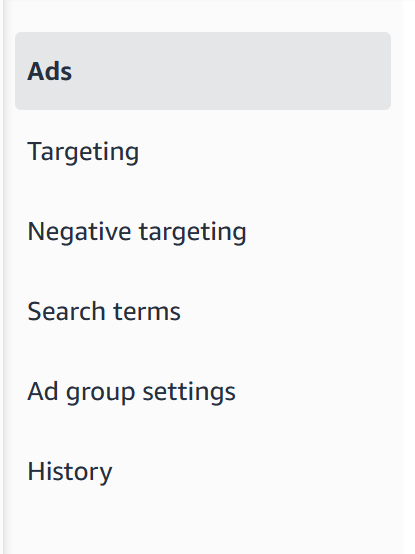 Ads
Targeting
Negative targeting
Search terms
Ad group settings
History